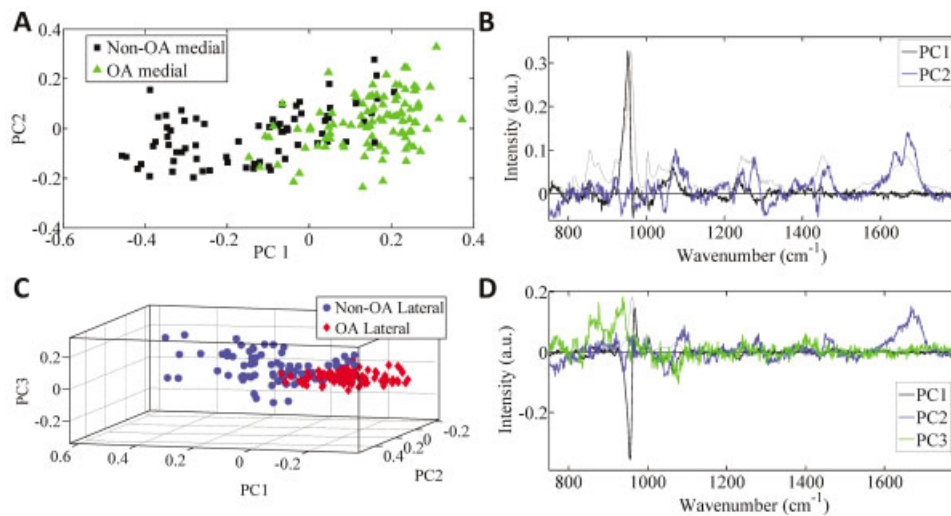 A
Non-OA medial
OA medial
0.4
0.2
0
-0.2
-0.4
PC2
-0.6
-0.4
-0.2
0
0.2
0.4
PC 1
B
PC1
PC2
0.3
0.2
0.1
0
Intensity (a.u.)
800
1000
1200
1400
1600
Wavenumber (cm-1)
C
Non-OA Lateral
OA Lateral
0.2
0
-0.2
PC3
0.6
0.4
0.2
0
-0.2
PC1
0.4
0.2
0
-0.2
PC2
D
0.2
0
-0.2
Intensity (a.u.)
PC1
PC2
PC3
800
1000
1200
1400
1600
Wavenumber (cm-1)